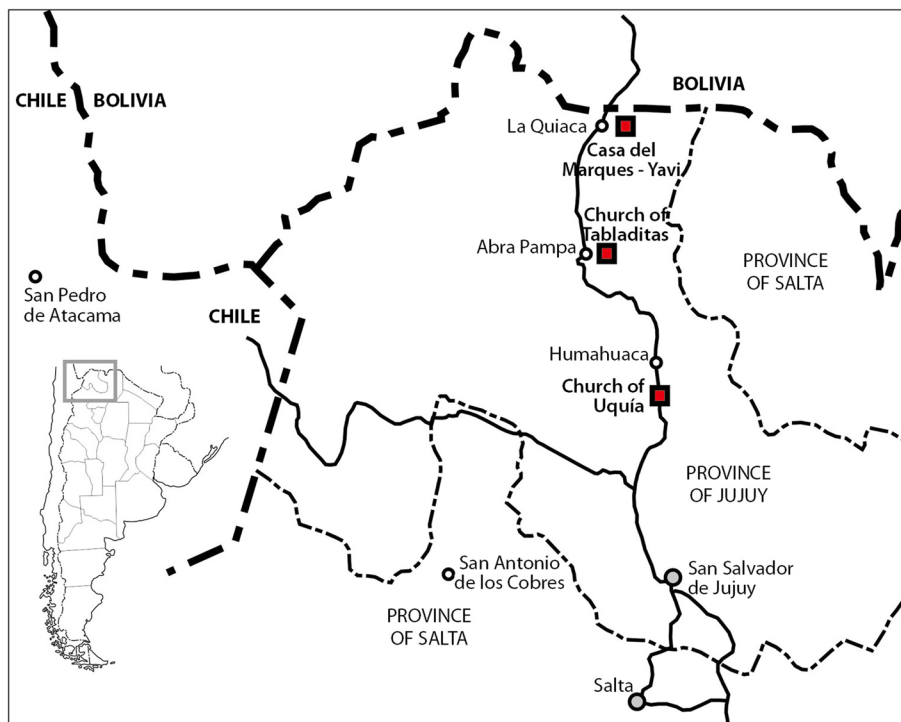 CHILE
BOLIVIA
BOLIVIA
La Quiaca
Casa del
Marques - Yavi
Church of
Tabladitas
Abra Pampa
PROVINCE
OF SALTA
San Pedro
de Atacama
CHILE
Humahuaca
Church of
Uquía
PROVINCE
OF JUJUY
San Antonio
de los Cobres
San Salvador
de Jujuy
PROVINCE
OF SALTA
Salta